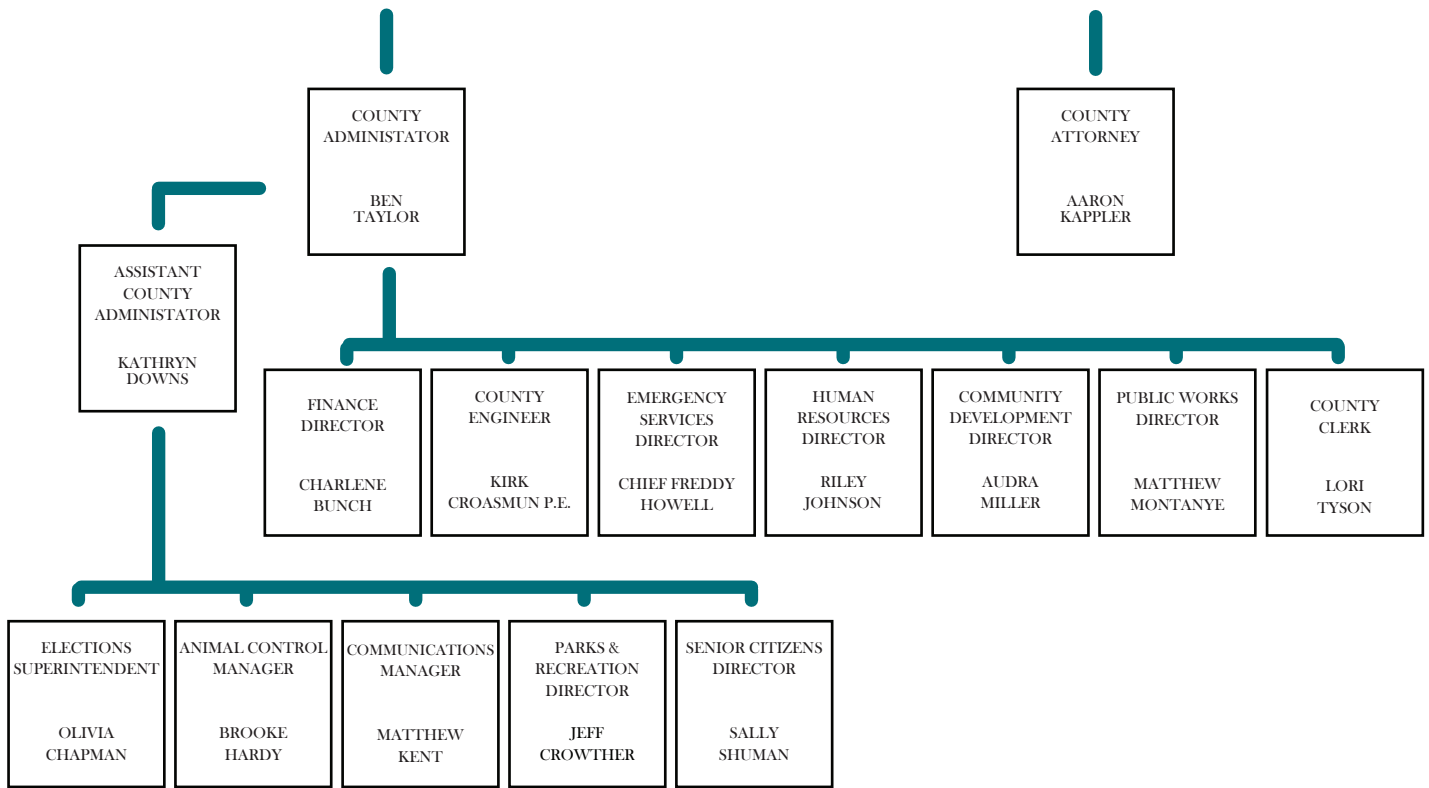 COUNTY
ADMINISTATOR
BEN
TAYLOR
COUNTY
ATTORNEY
AARON
KAPPLER
ASSISTANT
COUNTY
ADMINISTATOR
KATHRYN
DOWNS
FINANCE
DIRECTOR
CHARLENE
BUNCH
COUNTY
ENGINEER
KIRK
CROASMUN P.E.
EMERGENCY
SERVICES
DIRECTOR
CHIEF FREDDY
HOWELL
HUMAN
RESOURCES
DIRECTOR
RILEY
JOHNSON
COMMUNITY
DEVELOPMENT
DIRECTOR
AUDRA
MILLER
PUBLIC WORKS
DIRECTOR
MATTHEW
MONTANYE
COUNTY
CLERK
LORI
TYSON
ELECTIONS
SUPERINTENDENT
OLIVIA
CHAPMAN
ANIMAL CONTROL
MANAGER
BROOKE
HARDY
COMMUNICATIONS
MANAGER
MATTHEW
KENT
PARKS &
RECREATION
DIRECTOR
JEFF
CROWTHER
SENIOR CITIZENS
DIRECTOR
SALLY
SHUMAN